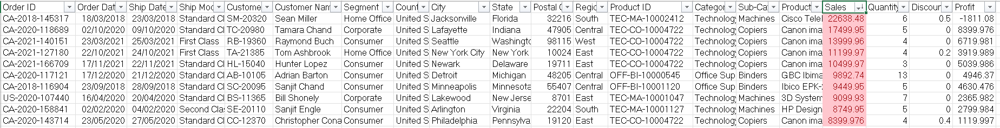 Order ID Order Dat Ship Date Ship Moc Custome Customer Nam Segment Count City State Postal C Regic Product ID Categor Sub-Ca Product Sales Quantity Discour Profit
CA-2018-145317 18/03/2018 23/03/2018 Standard Cl SM-20320 Sean Miller Home Office United S Jacksonville Florida 32216 South TEC-MA-10002412 Technology Machines Cisco Tele 22638.48 6 0.5 -1811.08
CA-2020-118689 02/10/2020 09/10/2020 Standard Cl TC-20980 Tamara Chand Corporate United S Lafayette Indiana 47905 Central TEC-CO-10004722 Technology Copiers Canon ima 17499.95 5 0 8399.976
CA-2021-140151 23/03/2021 25/03/2021 First Class RB-19360 Raymond Buch Consumer United S Seattle Washingto 98115 West TEC-CO-10004722 Technology Copiers Canon ima 13999.96 4 0 6719.981
CA-2021-127180 22/10/2021 24/10/2021 First Class TA-21385 Tom Ashbrook Home Office United S New York City New York 10024 East TEC-CO-10004722 Technology Copiers Canon ima 11199.97 4 0.2 3919.989
CA-2021-166709 17/11/2021 22/11/2021 Standard Cl HL-15040 Hunter Lopez Consumer United S Newark Delaware 19711 East TEC-CO-10004722 Technology Copiers Canon ima 10499.97 3 0 5039.986
CA-2020-117121 17/12/2020 21/12/2020 Standard Cl AB-10105 Adrian Barton Consumer United S Detroit Michigan 48205 Central OFF-BI-10000545 Office Sup Binders GBC Ibima 9892.74 13 0 4946.37
CA-2018-116904 23/09/2018 28/09/2018 Standard Cl SC-20095 Sanjit Chand Consumer United S Minneapolis Minnesota 55407 Central OFF-BI-10001120 Office Sup Binders Ibico EPK- 9449.95 5 0 4630.476
US-2020-107440 16/04/2020 20/04/2020 Standard Cl BS-11365 Bill Shonely Corporate United S Lakewood New Jerse 8701 East TEC-MA-10001047 Technology Machines 3D System 9099.93 7 0 2365.982
CA-2020-158841 02/02/2020 04/02/2020 Second Clas SE-20110 Sanjit Engle Consumer United S Arlington Virginia 22204 South TEC-MA-10001127 Technology Machines HP Design 8749.95 5 0 2799.984
CA-2020-143714 23/05/2020 27/05/2020 Standard Cl CC-12370 Christopher Cona Consumer United S Philadelphia Pennsylva 19120 East TEC-CO-10004722 Technology Copiers Canon ima 8399.976 4 0.4 1119.997